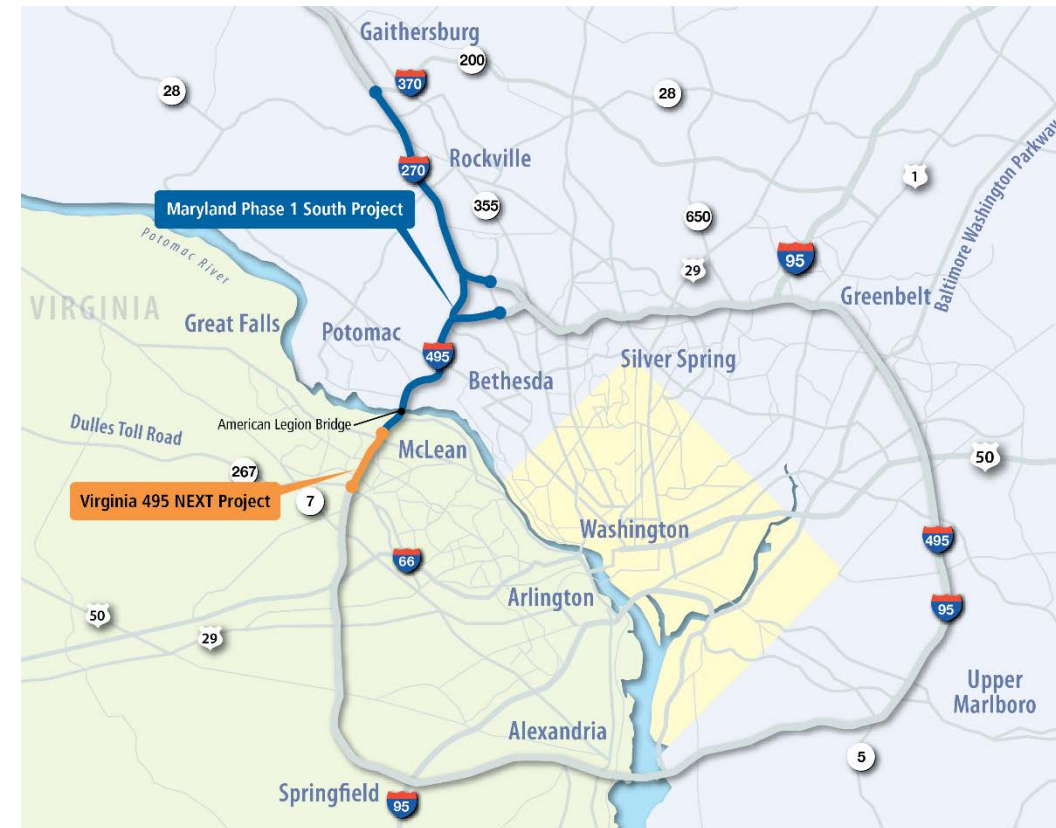 Gaithersburg
200
370
28
28
Rockville
270
1
Maryland Phase 1 South Project
355
650
Baltimore Washington Parkway
95
29
Potomac River
VIRGINIA
Great Falls
Potomac
Greenbelt
495
Silver Spring
Bethesda
American Legion Bridge
Dulles Toll Road
McLean
267
50
Virginia 495 NEXT Project
7
Washington
495
66
Arlington
95
50
29
Upper
Marlboro
Alexandria
5
Springfield
95